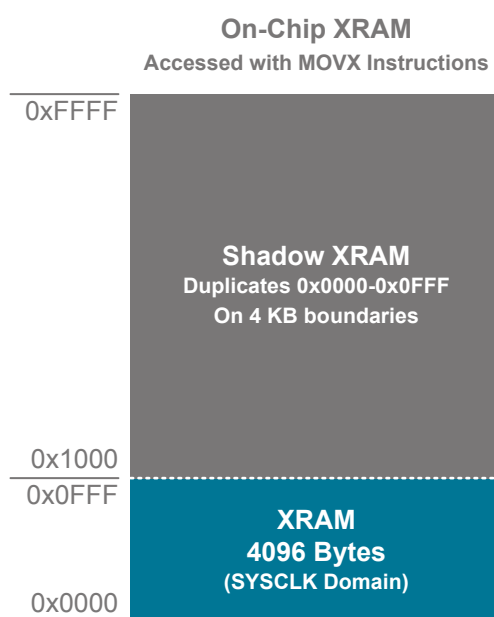 On-Chip XRAM
Accessed with MOVX Instructions
0xFFFF
Shadow XRAM
Duplicates 0x0000-0x0FFF
On 4 KB boundaries
0x1000
0x0FFF
XRAM
4096 Bytes
(SYSCLK Domain)
0x0000